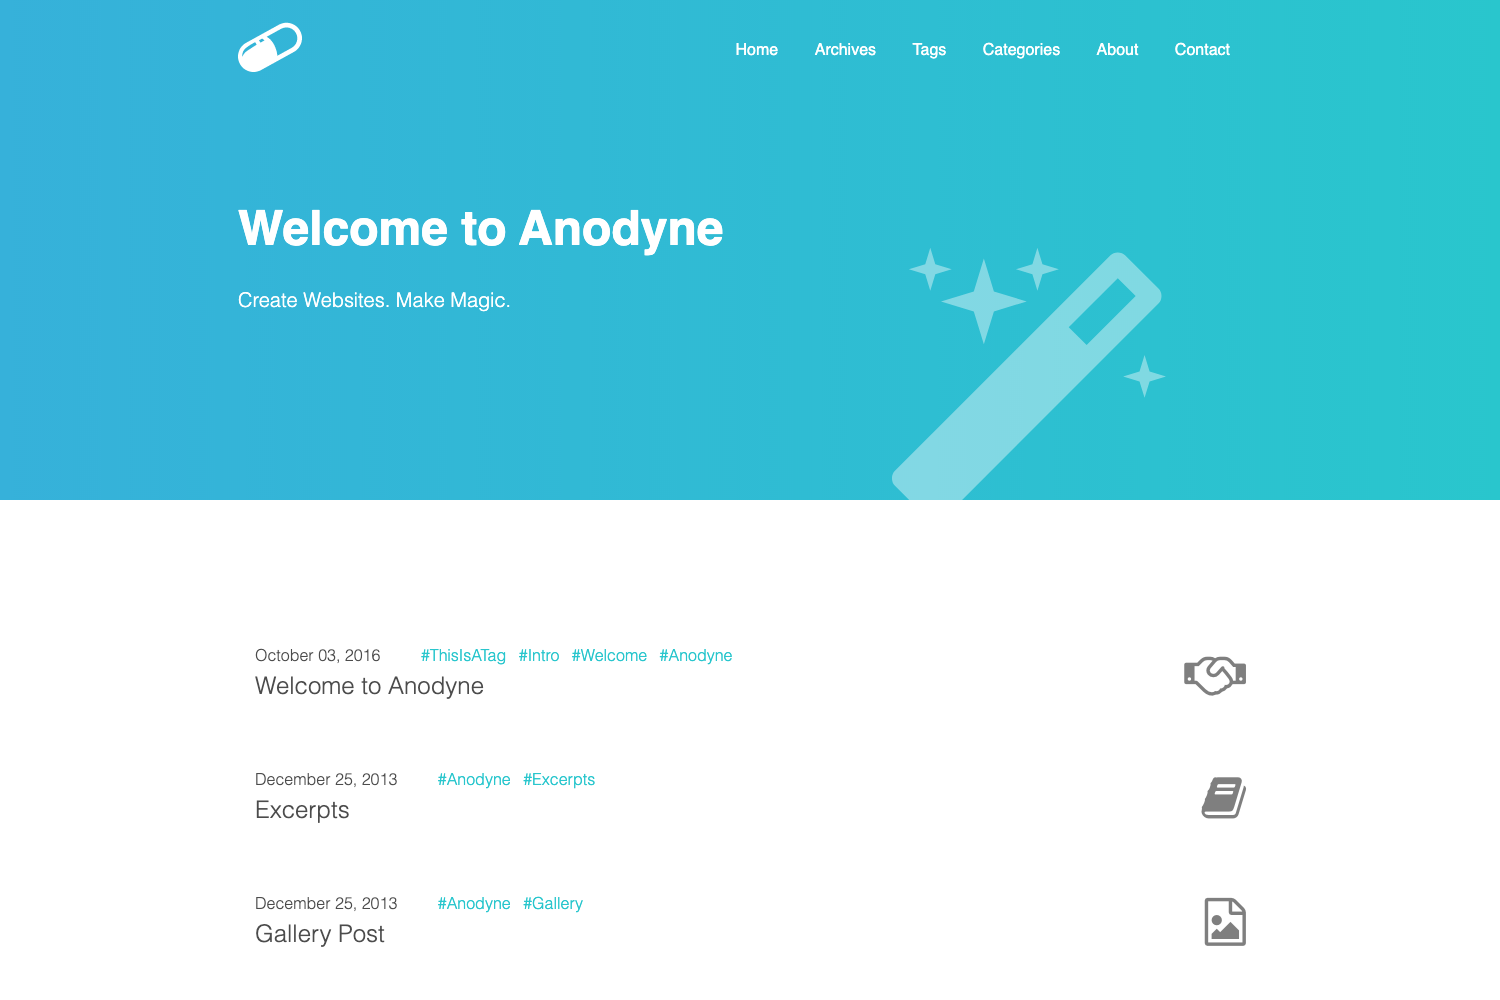 Home Archives Tags Categories About Contact
Welcome to Anodyne
Create Websites. Make Magic.
October 03, 2016 #ThisIsATag #Intro #Welcome #Anodyne
Welcome to Anodyne
December 25, 2013 #Anodyne #Excerpts
Excerpts
December 25, 2013 #Anodyne #Gallery
Gallery Post